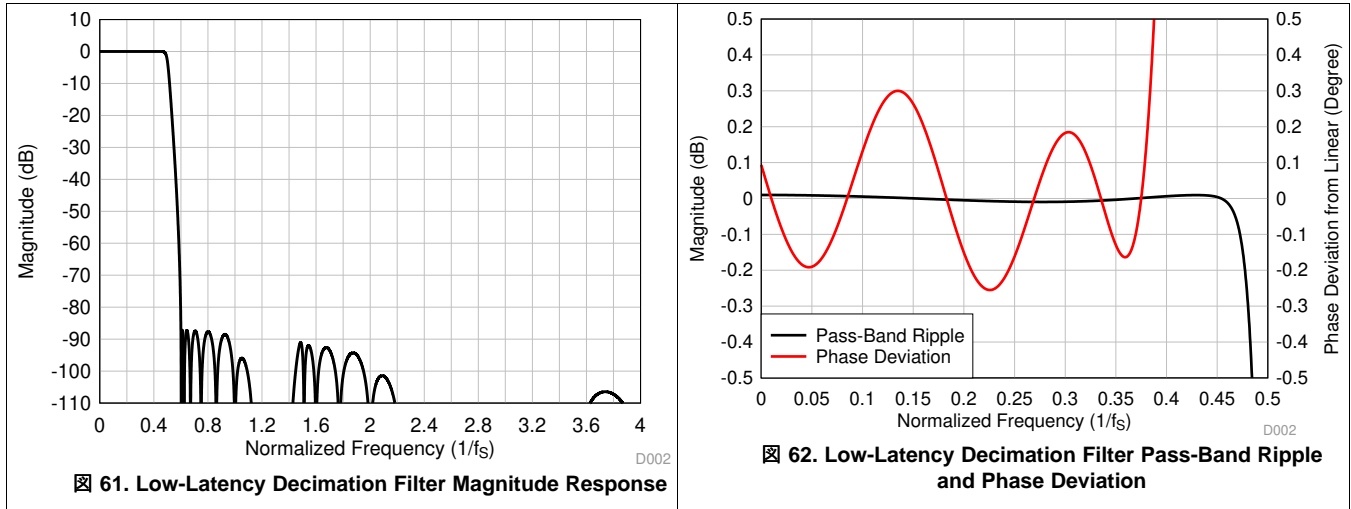 10
0
-10
-20
-30
-40
-50
-60
-70
-80
-90
-100
-110
Magnitude (dB)
0 0.4 0.8 1.2 1.6 2 2.4 2.8 3.2 3.6 4
Normalized Frequency (1/fS)
D002
図 61. Low-Latency Decimation Filter Magnitude Response
0.5
0.4
0.3
0.2
0.1
0
-0.1
-0.2
-0.3
-0.4
-0.5
Magnitude (dB)
Pass-Band Ripple
Phase Deviation
0.5
0.4
0.3
0.2
0.1
0
-0.1
-0.2
-0.3
-0.4
-0.5
Phase Deviation from Linear (Degree)
0 0.05 0.1 0.15 0.2 0.25 0.3 0.35 0.4 0.45 0.5
Normalized Frequency (1/fS)
D002
図 62. Low-Latency Decimation Filter Pass-Band Ripple
and Phase Deviation